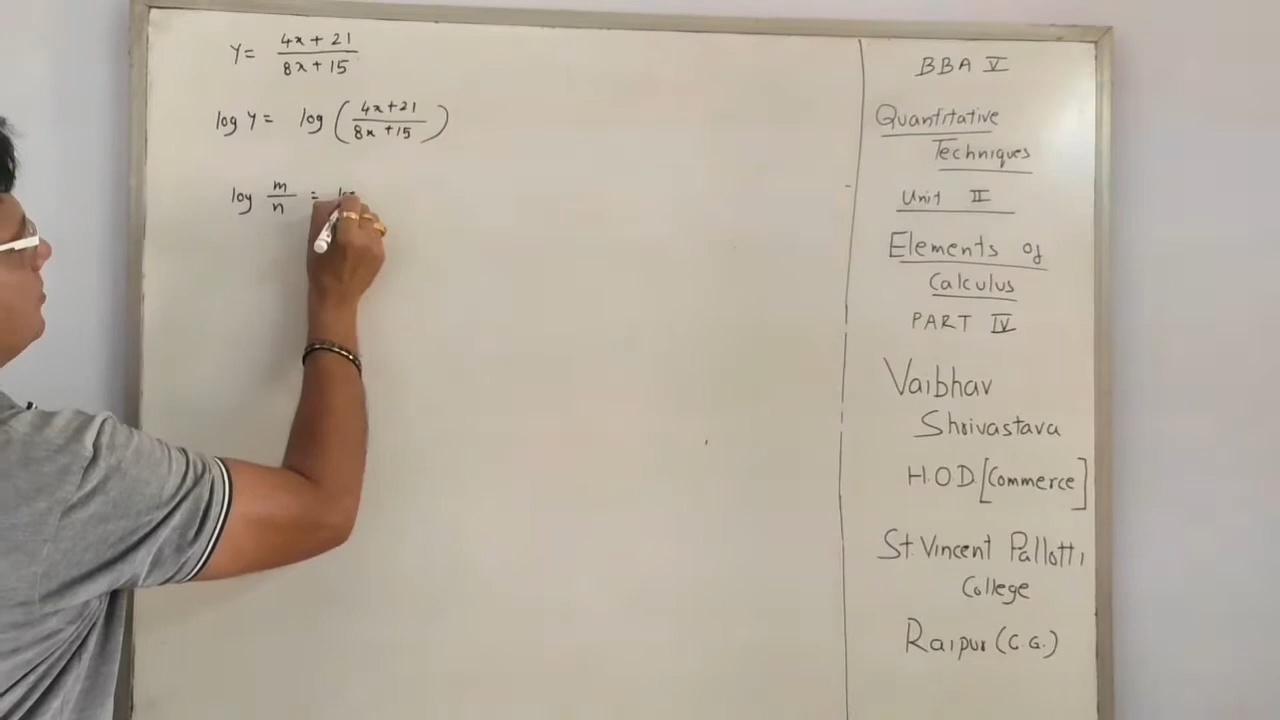 Y = 4x + 21 / 8x + 15
log Y = log (4x+21 / 8x +15)
log m/n =
BBA V
Quantitative
Techniques
Unit II
Elements of
Calculus
PART IV
Vaibhav
Shrivastava
H.O.D. [Commerce]
St. Vincent Pallotti
College
Raipur (C.G.)